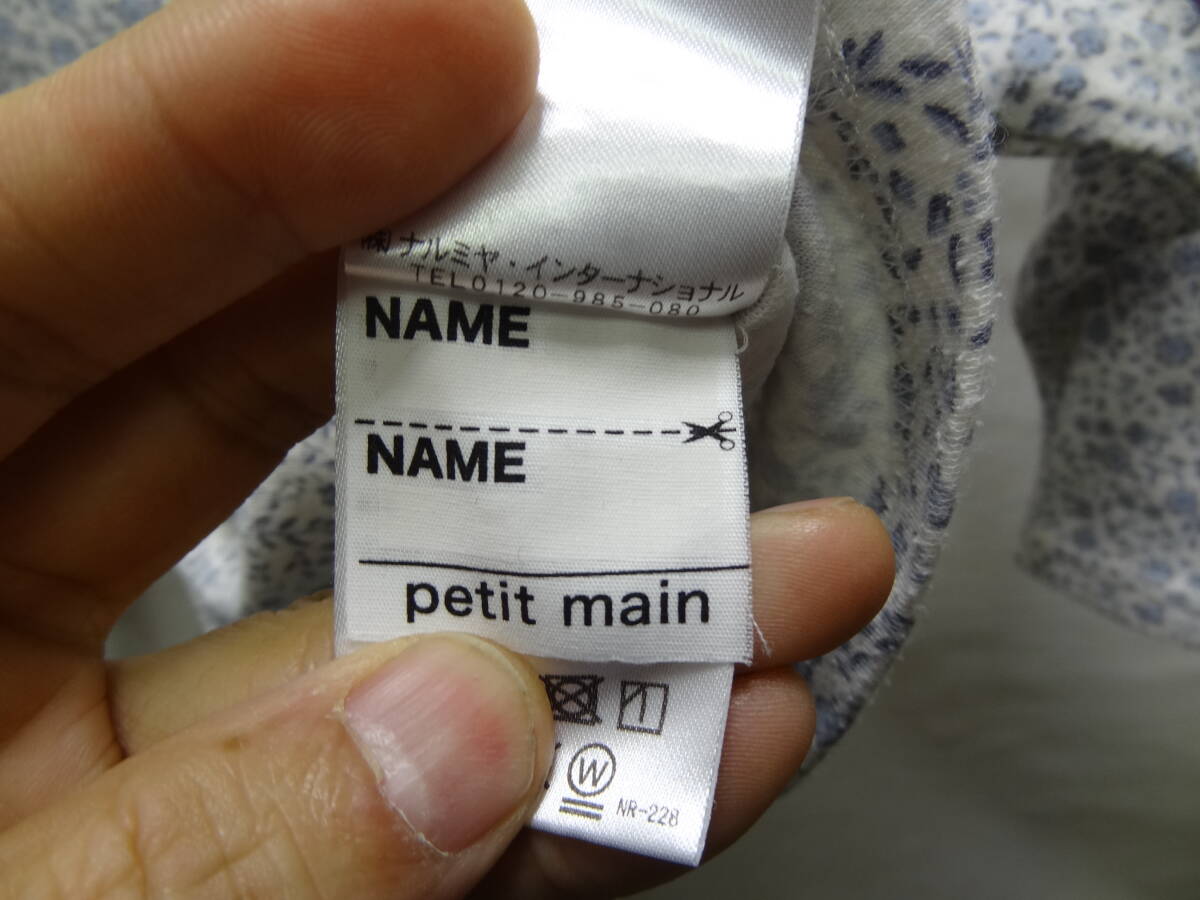 ㈱ナルミヤ・インターナショナル
TEL0120-985-080
NAME
NAME
petit main
W
NR-228